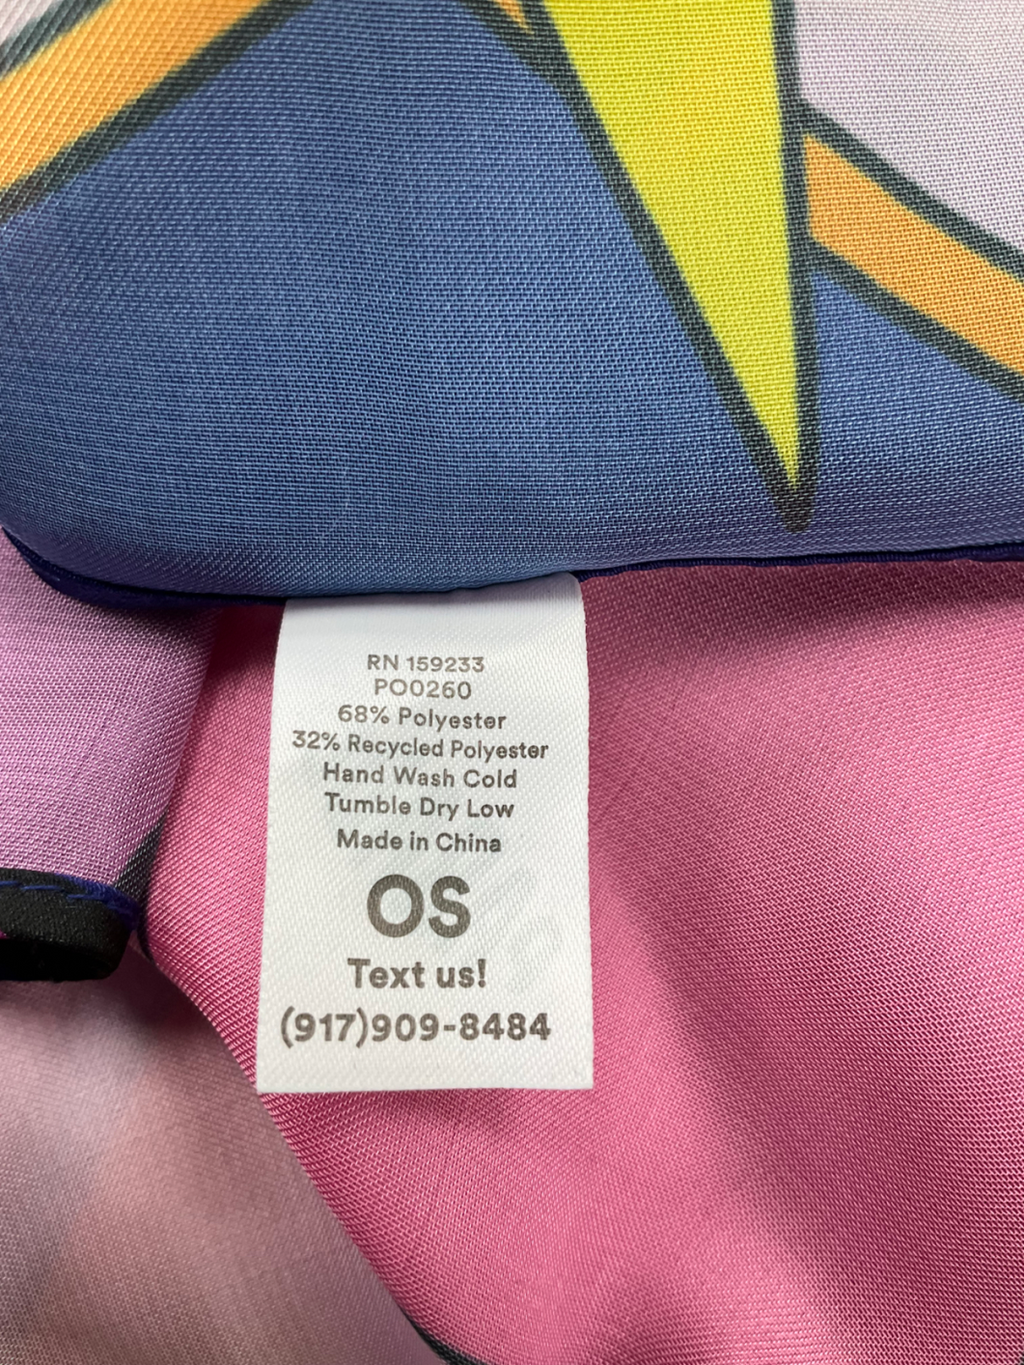 RN 159233
PO0260
68% Polyester
32% Recycled Polyester
Hand Wash Cold
Tumble Dry Low
Made in China
OS
Text us!
(917)909-8484